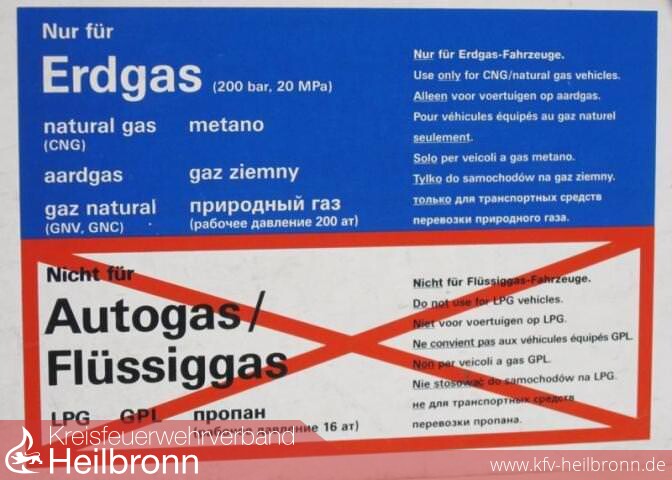 Nur für
Erdgas (200 bar, 20 MPa)
natural gas metano
(CNG)
aardgas gaz ziemny
gaz natural природный газ
(GNV, GNC) (рабочее давление 200 ат)
Nur für Erdgas-Fahrzeuge.
Use only for CNG/natural gas vehicles.
Alleen voor voertuigen op aardgas.
Pour véhicules équipés au gaz naturel
seulement.
Solo per veicoli a gas metano.
Tylko do samochodów na gaz ziemny.
только для транспортных средств
перевозки природного газа.
Nicht für
Autogas/
Flüssiggas
LPG GPL пропан
давление 16 ат)
Nicht für Flüssiggas-Fahrzeuge.
Do not use for LPG vehicles.
Niet voor voertuigen op LPG.
Ne convient pas aux véhicules équipés GPL.
Non per veicoli a gas GPL.
Nie stosować do samochodów na LPG.
не для транспортных средств
перевозки пропана.
Kreisfeuerwehrverband
Heilbronn
www.kfv-heilbronn.de